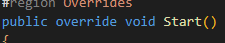 #region Overrides
public override void Start()
{